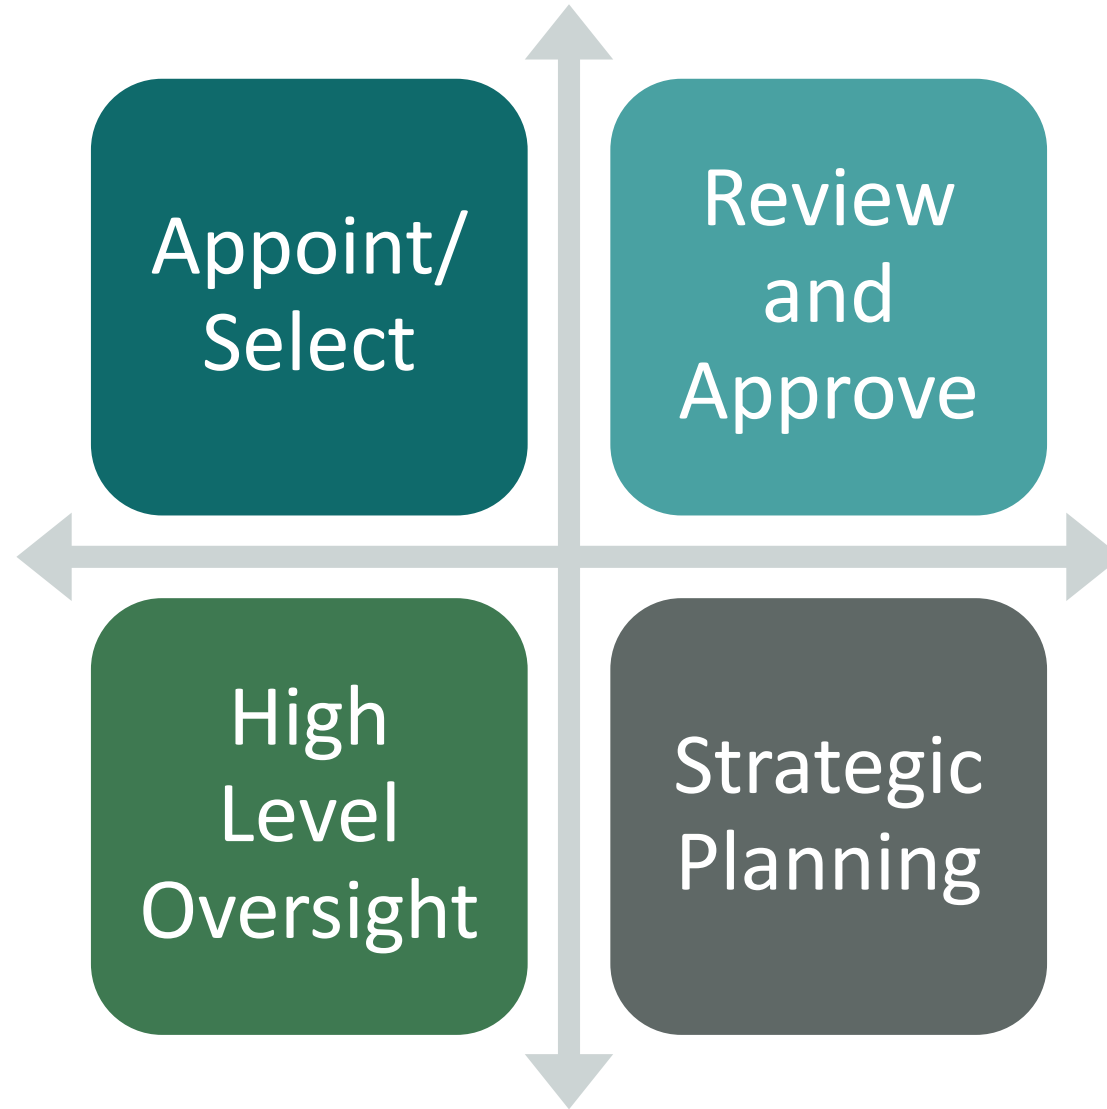 Appoint/
Select
Review
and
Approve
High
Level
Oversight
Strategic
Planning